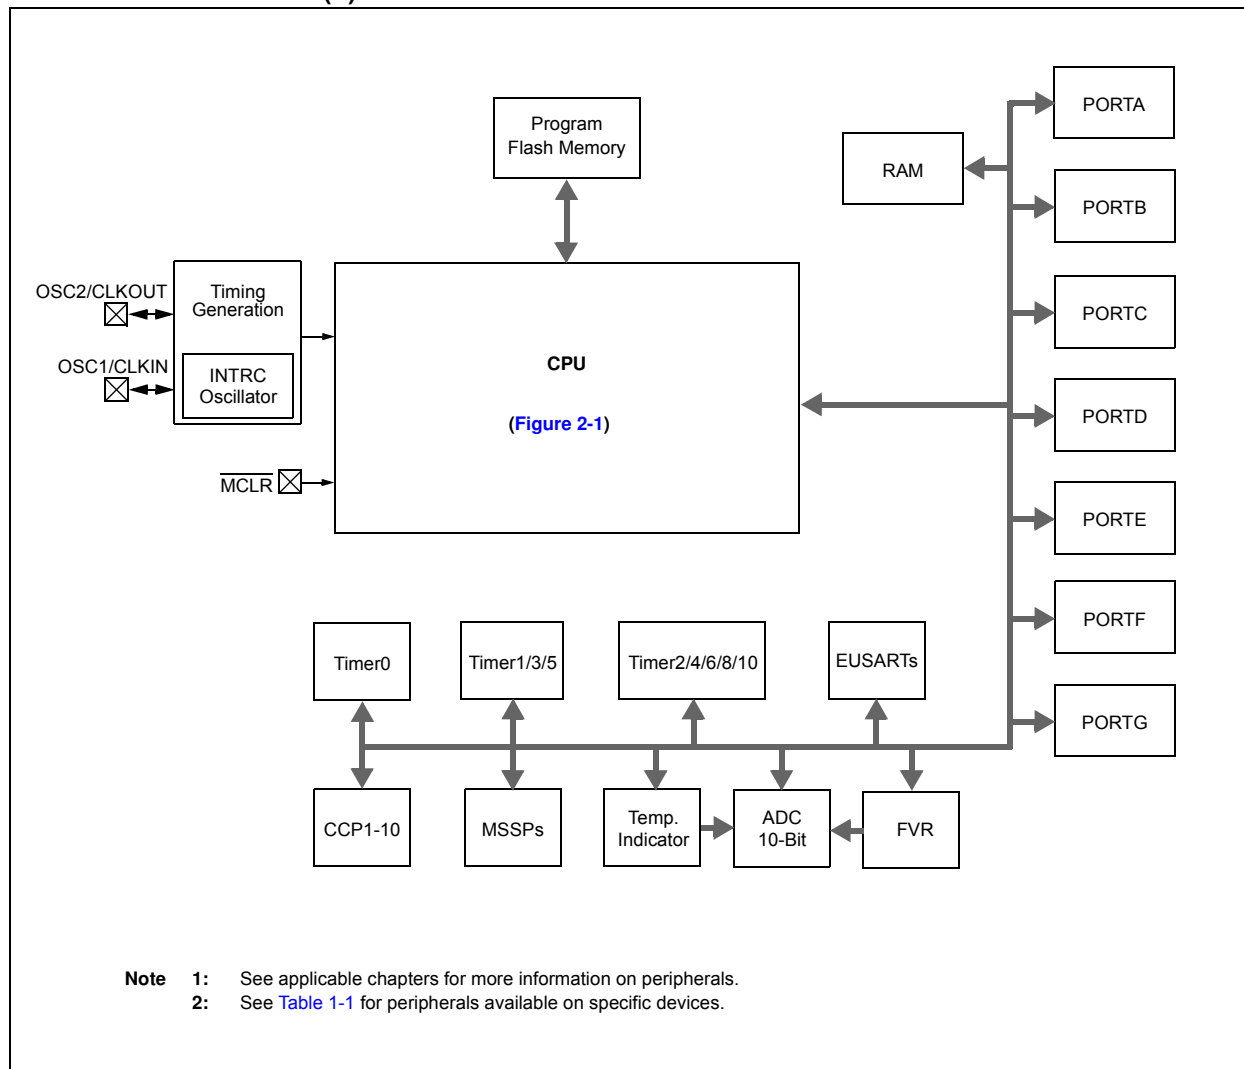 Program
Flash Memory
PORTA
RAM
PORTB
OSC2/CLKOUT
Timing
Generation
PORTC
OSC1/CLKIN
INTRC
Oscillator
CPU
(Figure 2-1)
PORTD
MCLR
PORTE
PORTF
Timer0
Timer1/3/5
Timer2/4/6/8/10
EUSARTs
PORTG
CCP1-10
MSSPs
Temp.
Indicator
ADC
10-Bit
FVR
Note 1: See applicable chapters for more information on peripherals.
2: See Table 1-1 for peripherals available on specific devices.